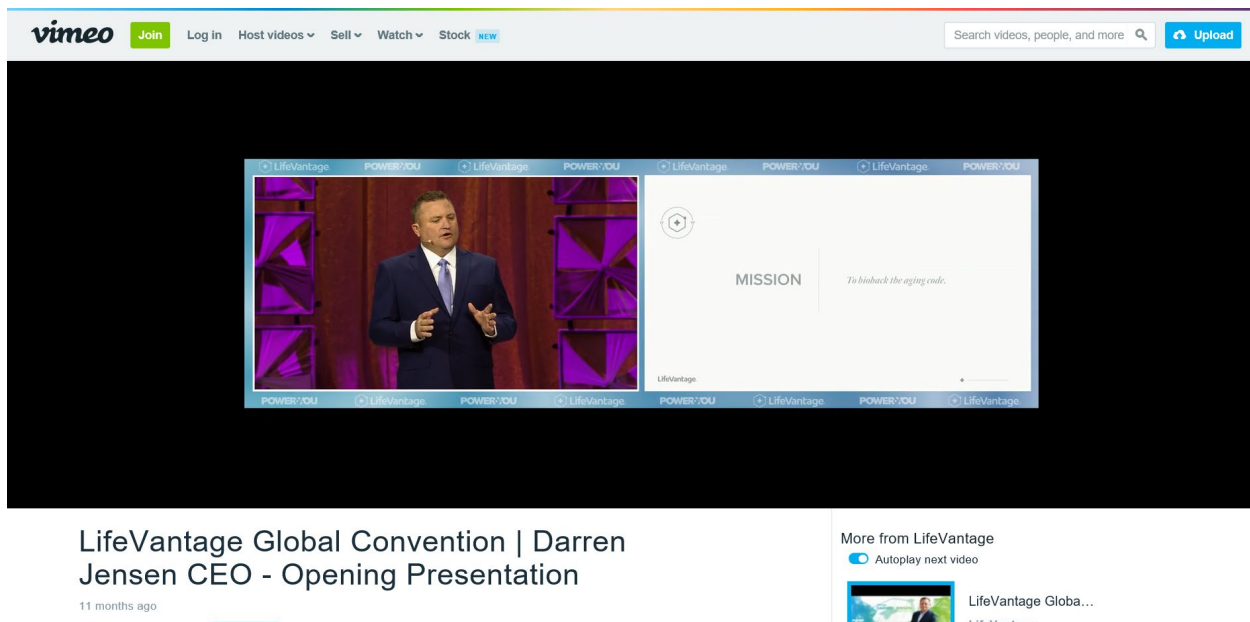 vimeo Join Log in Host videos Sell Watch Stock NEW Search videos, people, and more Upload
LifeVantage POWER YOU LifeVantage POWER YOU LifeVantage POWER YOU LifeVantage POWER YOU
MISSION To biohack the aging code.
LifeVantage
POWER YOU LifeVantage POWER YOU LifeVantage POWER YOU LifeVantage POWER YOU LifeVantage
LifeVantage Global Convention | Darren
Jensen CEO - Opening Presentation
11 months ago
More from LifeVantage
Autoplay next video
LifeVantage Globa...